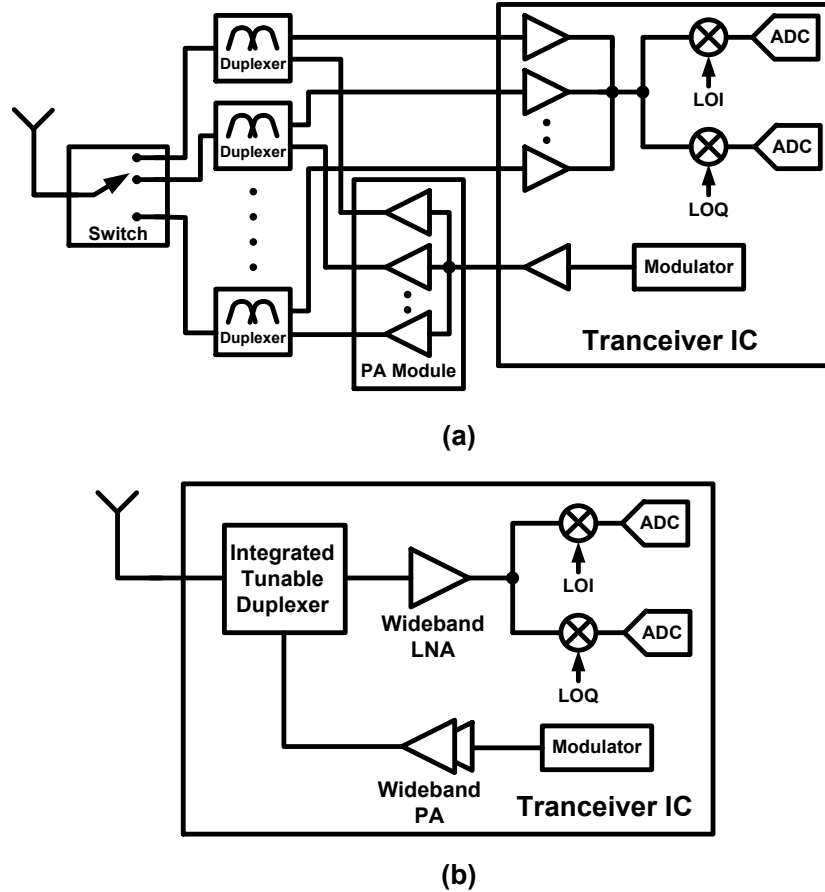 Duplexer
ADC
LOI
Duplexer
ADC
LOQ
Switch
Modulator
Duplexer
PA Module
Tranceiver IC
(a)
Integrated
Tunable
Duplexer
ADC
LOI
Wideband
LNA
ADC
LOQ
Modulator
Wideband
PA
Tranceiver IC
(b)